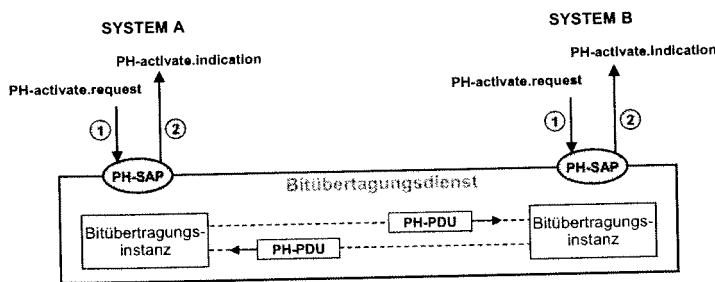 SYSTEM A
SYSTEM B
PH-activate.indication
PH-activate.indication
PH-activate.request
PH-activate.request
1
2
1
2
PH-SAP
PH-SAP
Bitübertagungsdienst
Bitübertragungs-
instanz
PH-PDU
PH-PDU
Bitübertragungs-
instanz